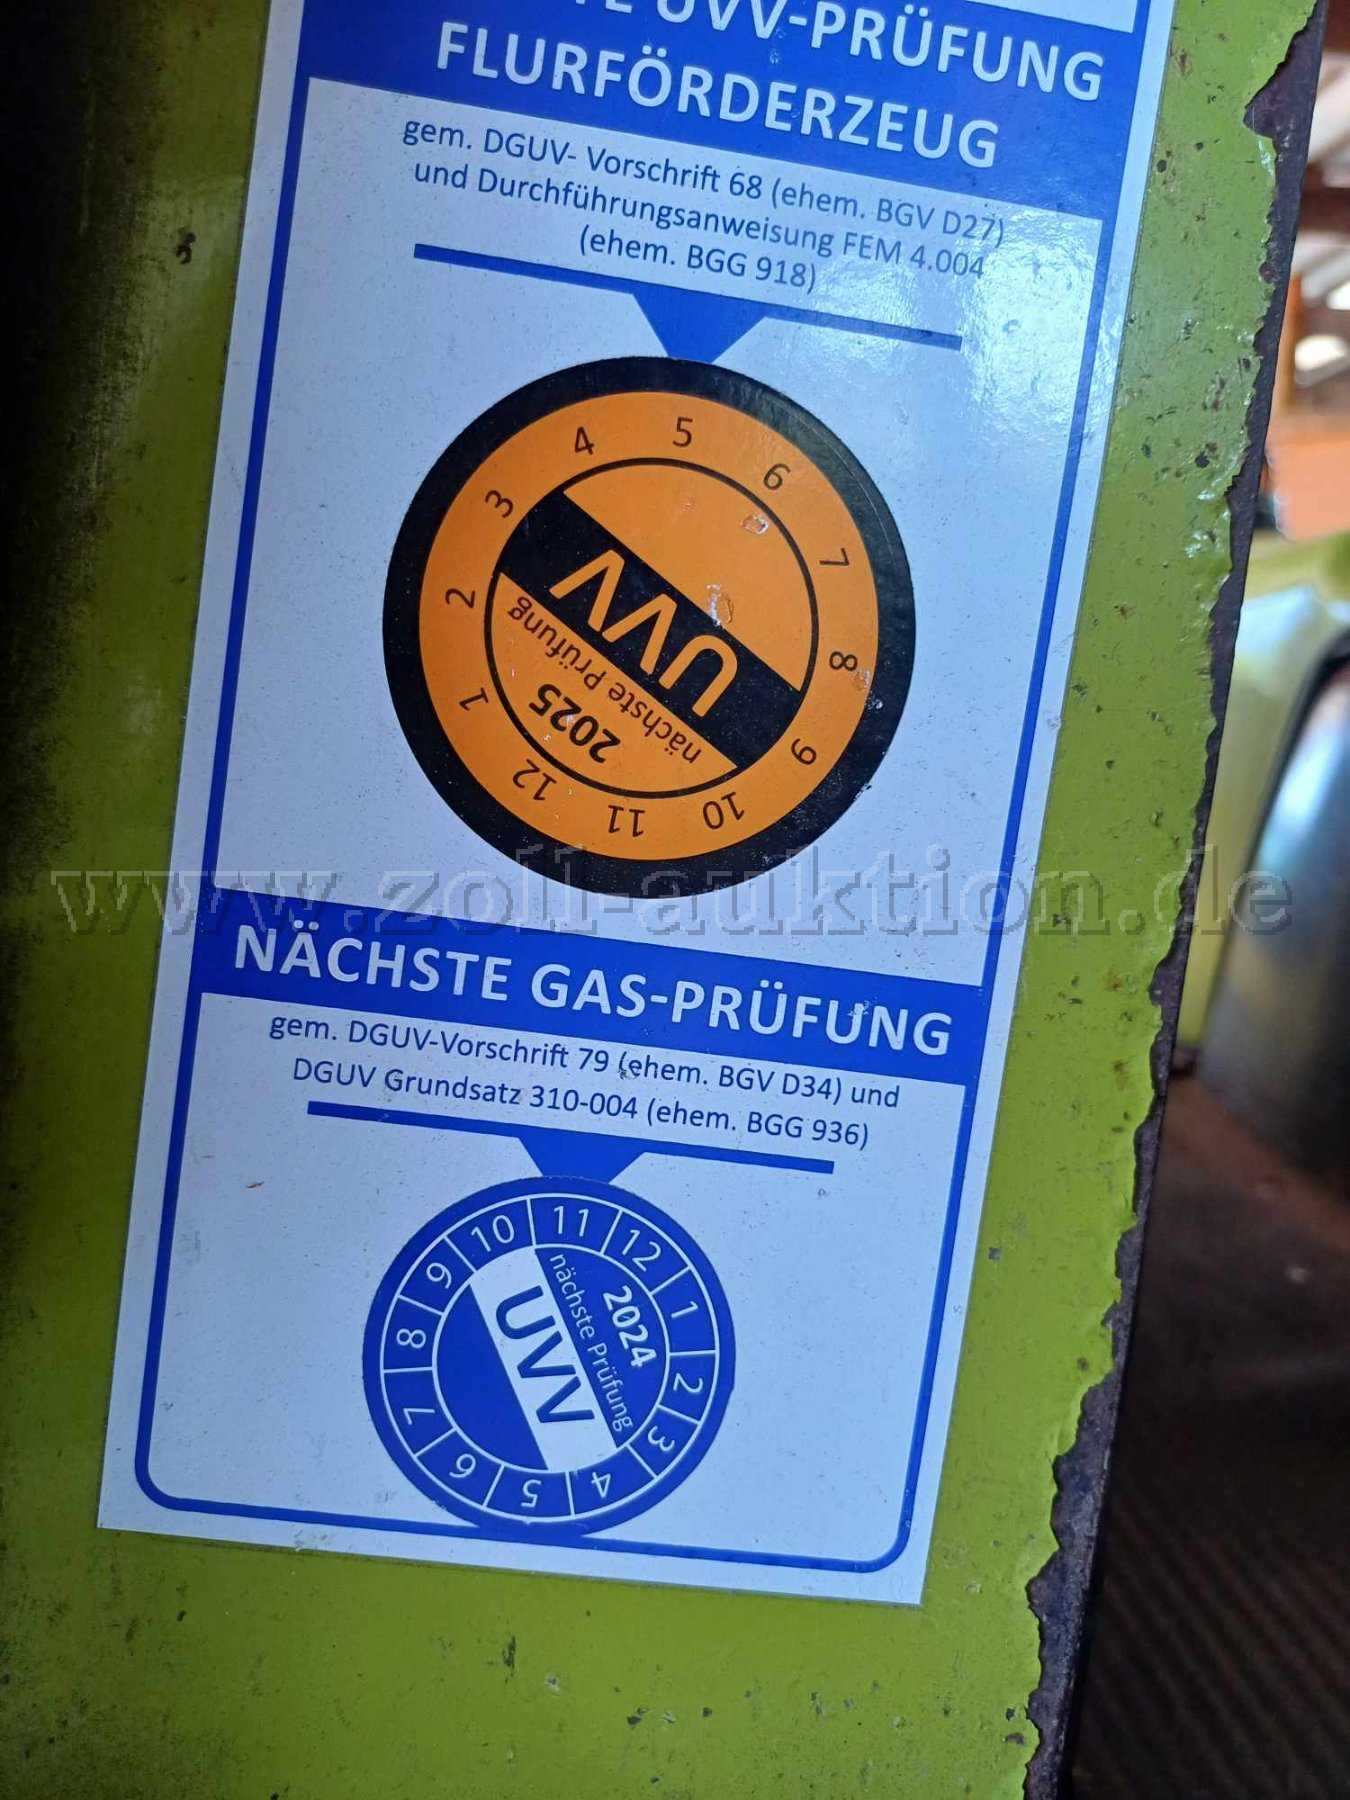 UVV-PRÜFUNG
FLURFÖRDERZEUG
gem. DGUV- Vorschrift 68 (ehem. BGV D27)
und Durchführungsanweisung FEM 4.004
(ehem. BGG 918)
1 2 3 4 5 6 7 8 9 10 11 12
UVV
nächste Prüfung
2025
www.zoll-auktion.de
NÄCHSTE GAS-PRÜFUNG
gem. DGUV-Vorschrift 79 (ehem. BGV D34) und
DGUV Grundsatz 310-004 (ehem. BGG 936)
1 2 3 4 5 6 7 8 9 10 11 12
2024
nächste Prüfung
UVV